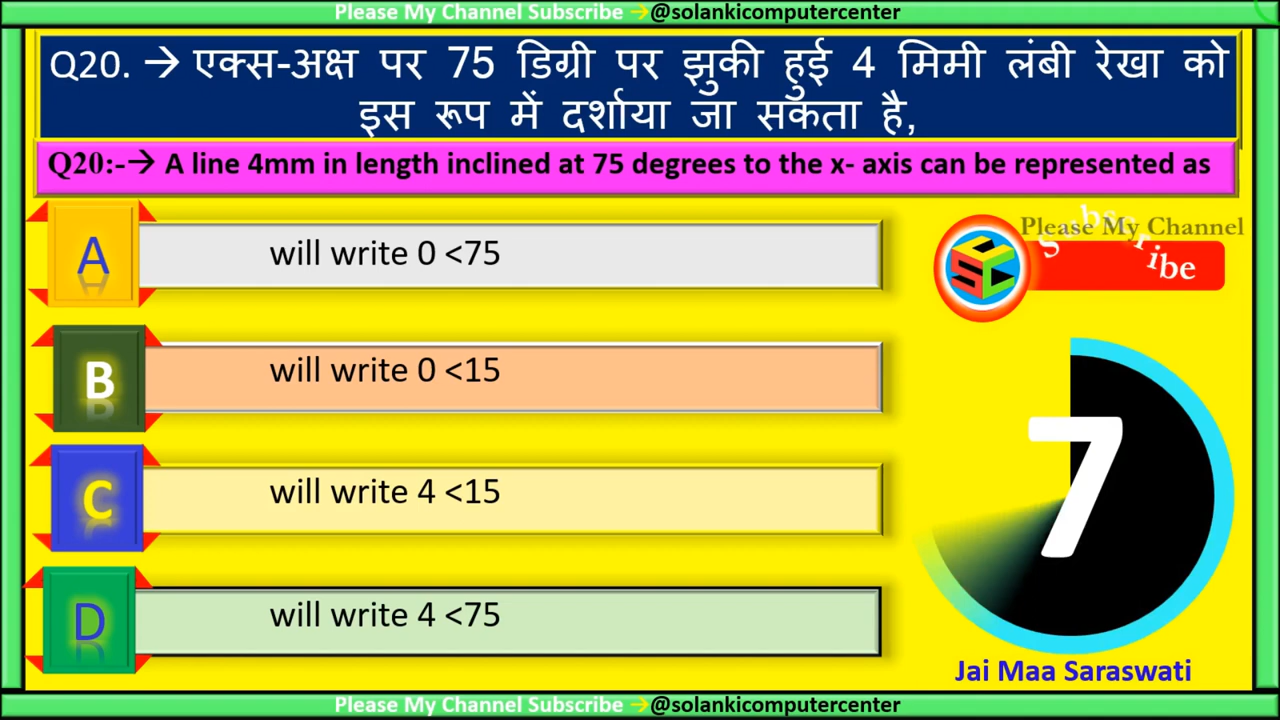 Please My Channel Subscribe →@solankicomputercenter
Q20. → एक्स-अक्ष पर 75 डिग्री पर झुकी हुई 4 मिमी लंबी रेखा को
इस रूप में दर्शाया जा सकता है,
Q20:-→ A line 4mm in length inclined at 75 degrees to the x- axis can be represented as
A will write 0 <75
B will write 0 <15
C will write 4 <15
D will write 4 <75
Please My Channel
Subscribe
SCC
7
Jai Maa Saraswati
Please My Channel Subscribe →@solankicomputercenter